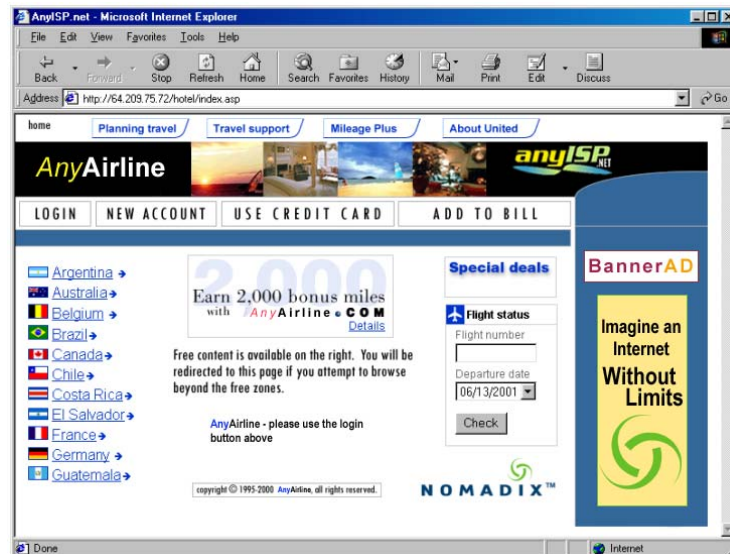 AnyISP.net - Microsoft Internet Explorer
File Edit View Favorites Tools Help
Back Forward Stop Refresh Home Search Favorites History Mail Print Edit Discuss
Address http://64.209.75.72/hotel/index.asp Go
home Planning travel Travel support Mileage Plus About United
AnyAirline anyISP.NET
LOGIN NEW ACCOUNT USE CREDIT CARD ADD TO BILL
Argentina
Australia
Belgium
Brazil
Canada
Chile
Costa Rica
El Salvador
France
Germany
Guatemala
2,000
Earn 2,000 bonus miles
with AnyAirline.COM
Details
Free content is available on the right. You will be
redirected to this page if you attempt to browse
beyond the free zones.
AnyAirline - please use the login
button above
copyright © 1995-2000 AnyAirline, all rights reserved.
Special deals
Flight status
Flight number
Departure date
06/13/2001
Check
NOMADIX™
BannerAD
Imagine an
Internet
Without
Limits
Done Internet